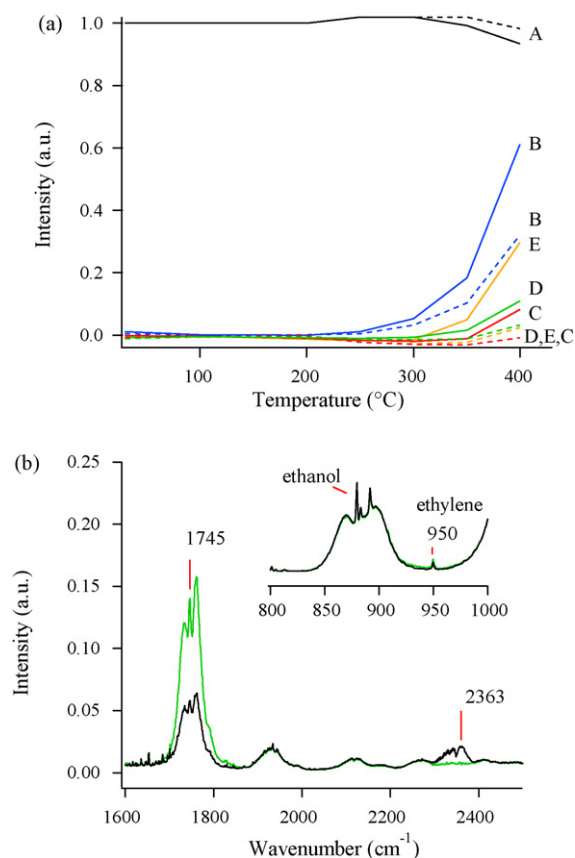 (a)
1.0
0.8
0.6
0.4
0.2
0.0
Intensity (a.u.)
A
B
B
E
D
C
D,E,C
100 200 300 400
Temperature (°C)
(b)
0.25
0.20
0.15
0.10
0.05
0.00
Intensity (a.u.)
1745
ethanol
ethylene
950
800 850 900 950 1000
2363
1600 1800 2000 2200 2400
Wavenumber (cm-1)